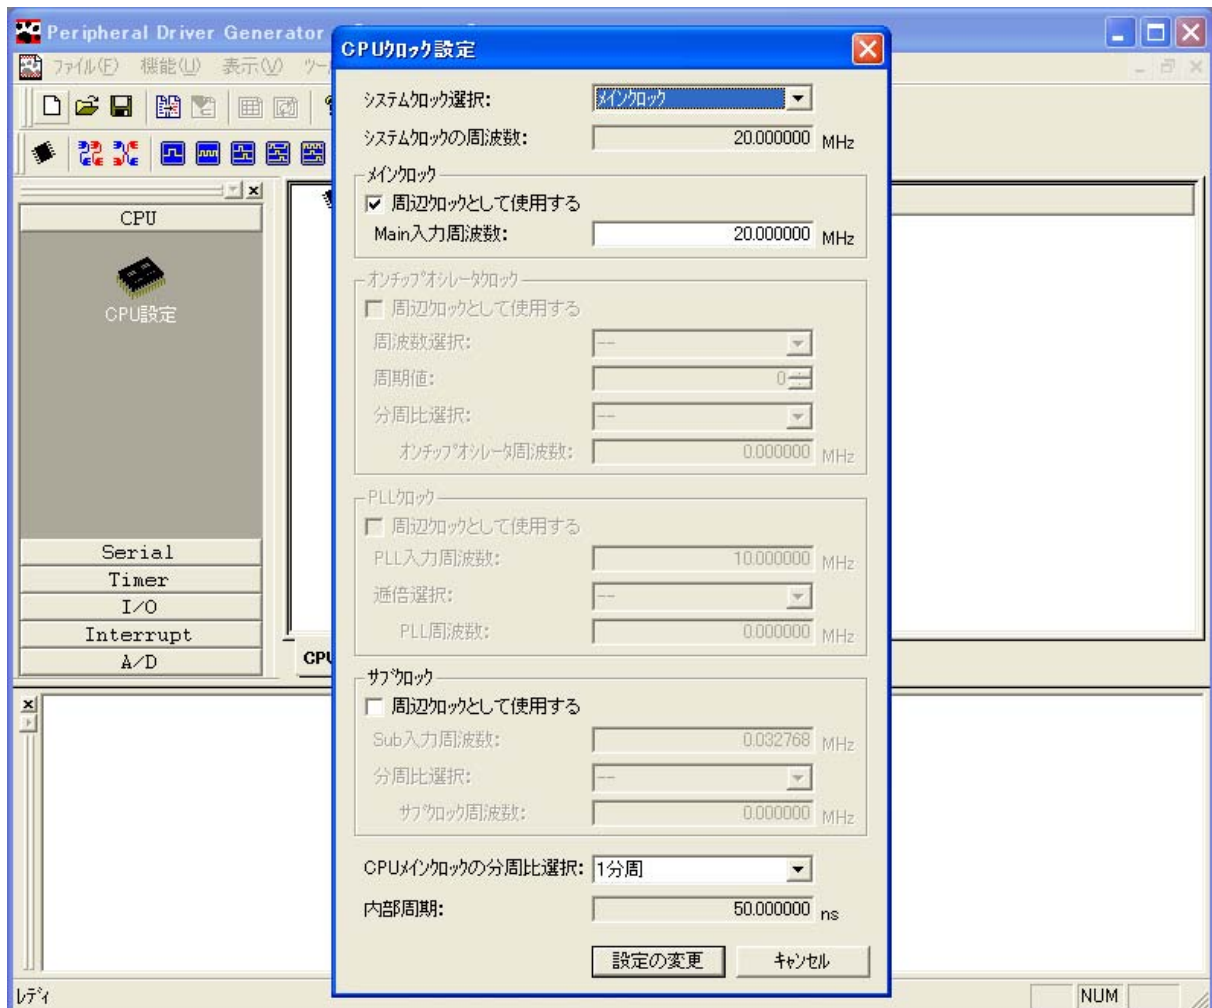 Peripheral Driver Generator
ファイル(F) 機能(U) 表示(V) ツー
CPU
CPU設定
Serial
Timer
I/O
Interrupt
A/D
CPU
CPUクロック設定
システムクロック選択: メインクロック
システムクロックの周波数: 20.000000 MHz
メインクロック
周辺クロックとして使用する
Main入力周波数: 20.000000 MHz
オンチップオシレータクロック
周辺クロックとして使用する
周波数選択: --
周期値: 0
分周比選択: --
オンチップオシレータ周波数: 0.000000 MHz
PLLクロック
周辺クロックとして使用する
PLL入力周波数: 10.000000 MHz
逓倍選択: --
PLL周波数: 0.000000 MHz
サブクロック
周辺クロックとして使用する
Sub入力周波数: 0.032768 MHz
分周比選択: --
サブクロック周波数: 0.000000 MHz
CPUメインクロックの分周比選択: 1分周
内部周期: 50.000000 ns
設定の変更 キャンセル
レディ NUM